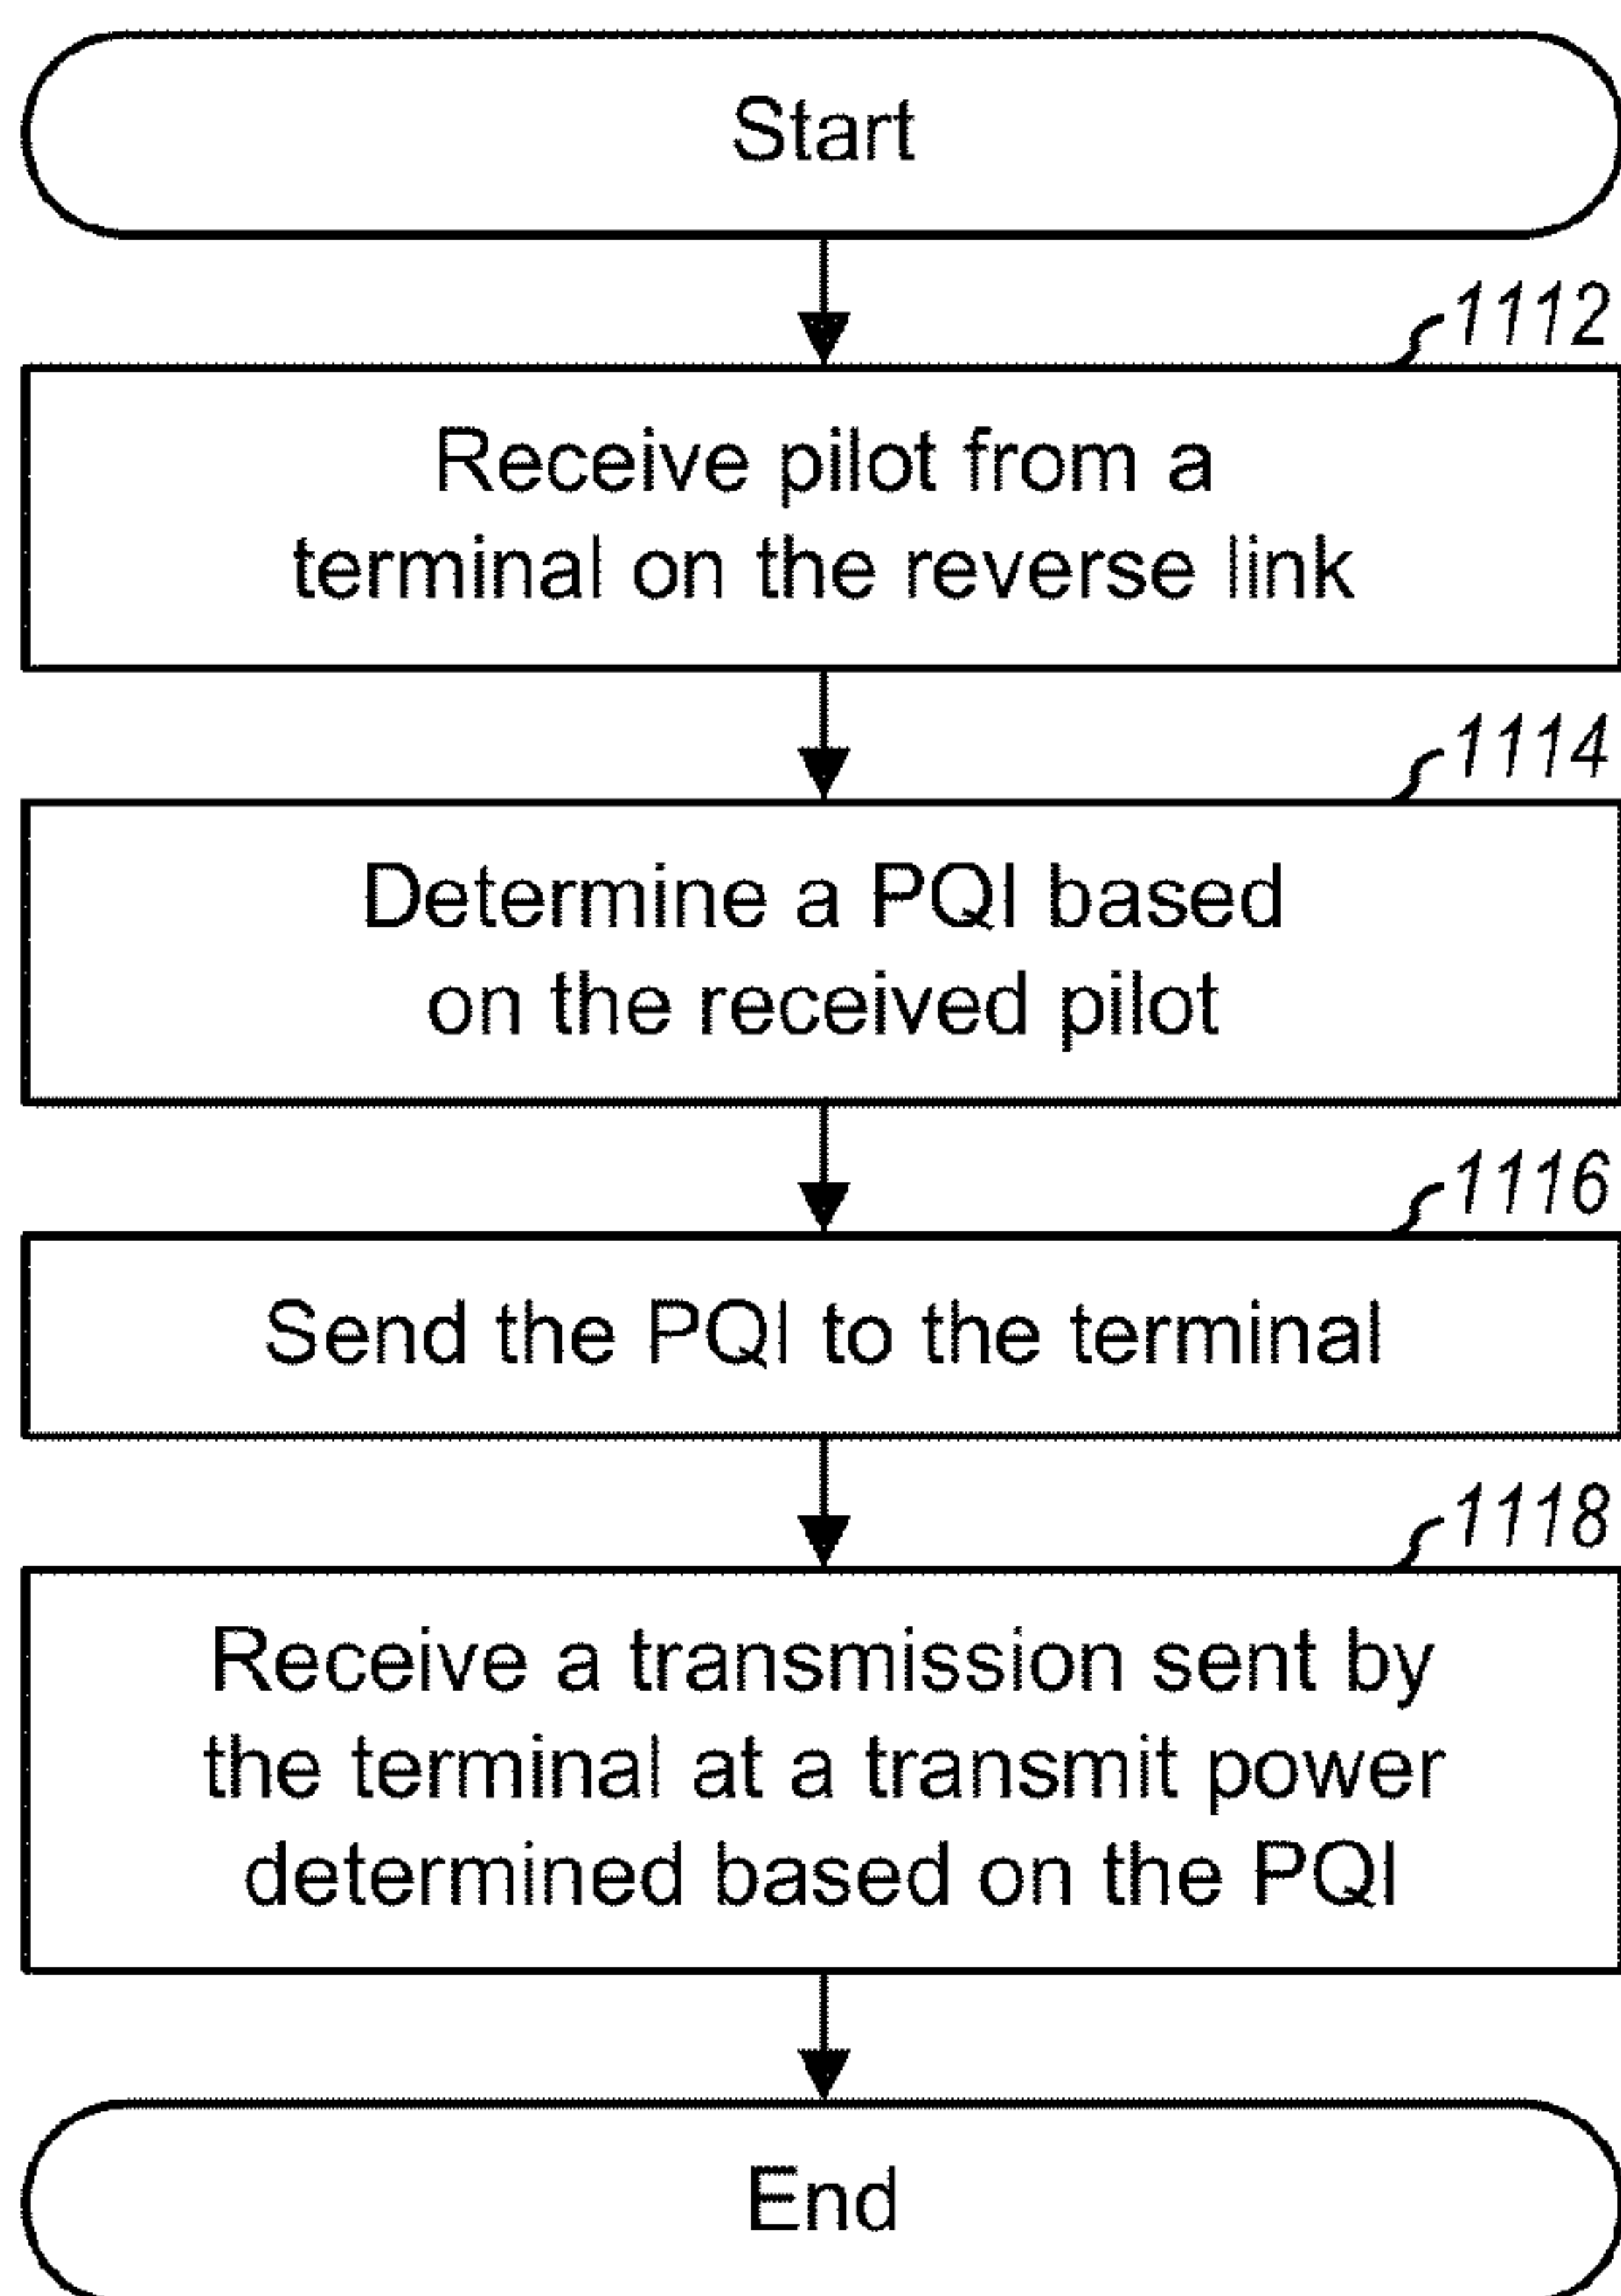 Start
1112
Receive pilot from a
terminal on the reverse link
1114
Determine a PQI based
on the received pilot
1116
Send the PQI to the terminal
1118
Receive a transmission sent by
the terminal at a transmit power
determined based on the PQI
End